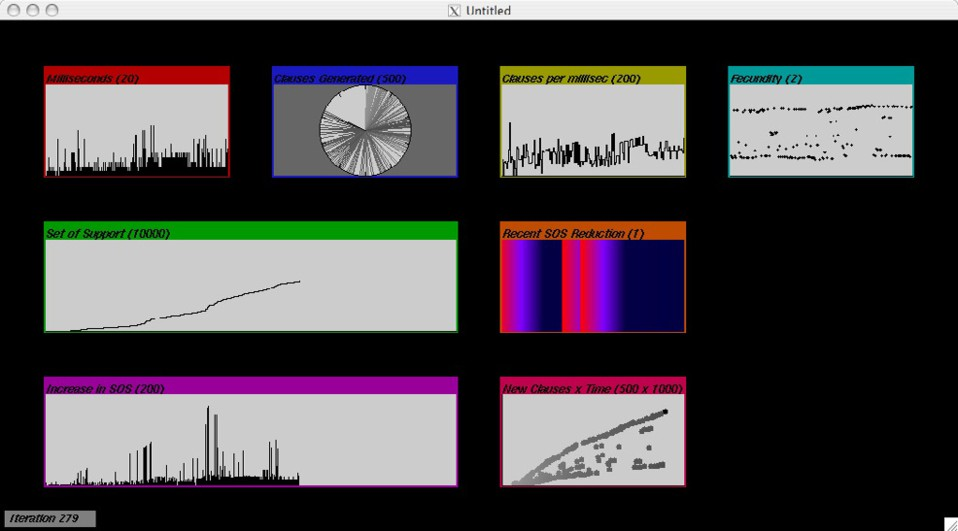 Untitled
Milliseconds (20)
Clauses Generated (500)
Clauses per millisec (200)
Fecundity (2)
Set of Support (10000)
Recent SOS Reduction (1)
Increase in SOS (200)
New Clauses x Time (500 x 1000)
Iteration 279